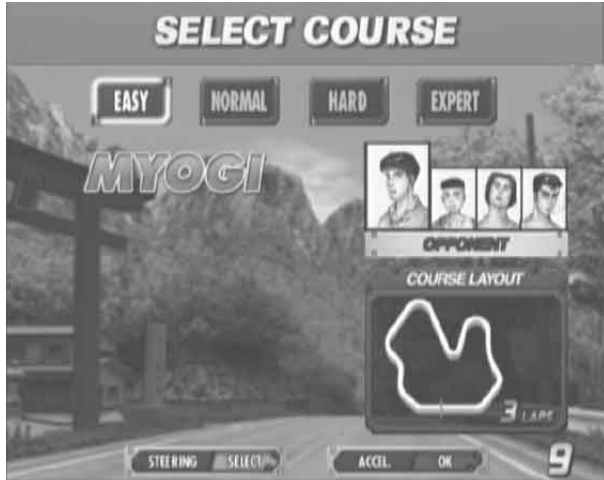 SELECT COURSE
EASY NORMAL HARD EXPERT
MYOGI
OPPONENT
COURSE LAYOUT
3 LAPS
STEERING SELECT ACCEL. OK
9